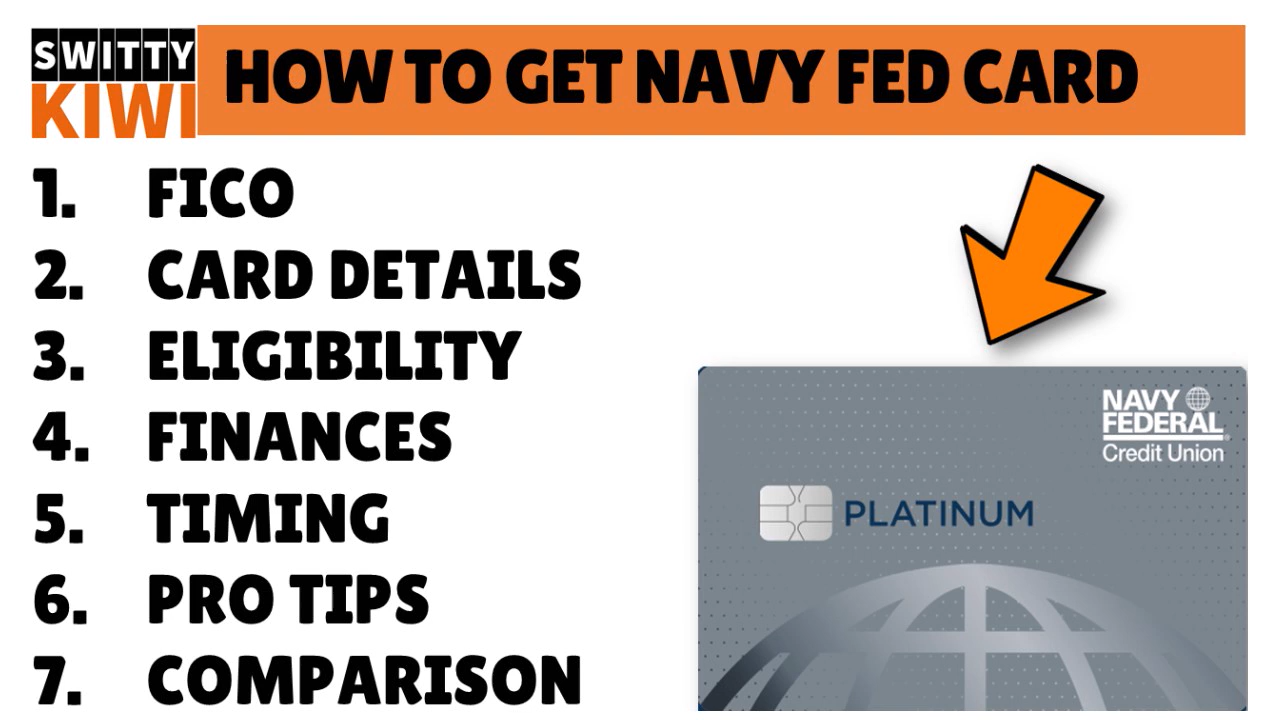 SWITTY
KIWI
HOW TO GET NAVY FED CARD
1. FICO
2. CARD DETAILS
3. ELIGIBILITY
4. FINANCES
5. TIMING
6. PRO TIPS
7. COMPARISON
NAVY
FEDERAL
Credit Union
PLATINUM